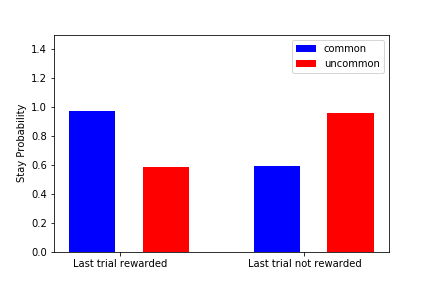 common
uncommon
1.4
1.2
1.0
0.8
0.6
0.4
0.2
0.0
Stay Probability
Last trial rewarded
Last trial not rewarded